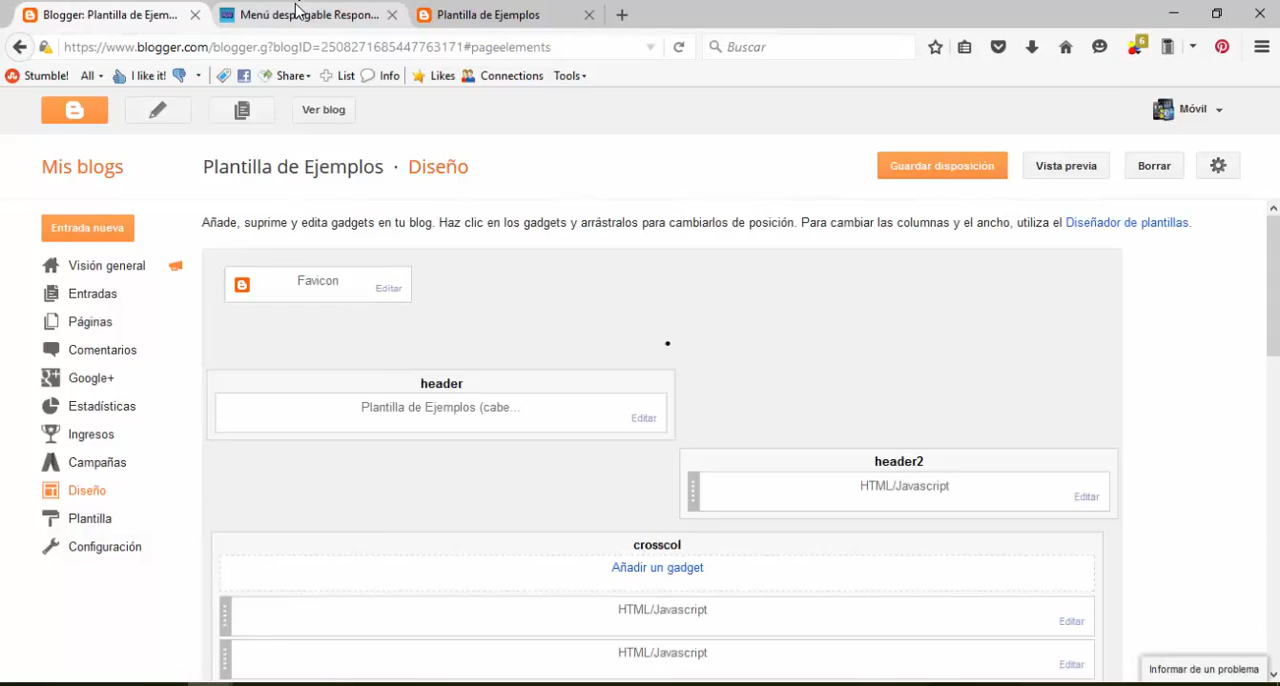 Blogger: Plantilla de Ejem...
Menú despegable Respon...
Plantilla de Ejemplos
https://www.blogger.com/blogger.g?blogID=2508271685447763171#pageelements
Buscar
6
Stumble!
All
I like it!
Share
List
Info
Likes
Connections
Tools
Ver blog
Móvil
Mis blogs
Plantilla de Ejemplos · Diseño
Guardar disposición
Vista previa
Borrar
Añade, suprime y edita gadgets en tu blog. Haz clic en los gadgets y arrástralos para cambiarlos de posición. Para cambiar las columnas y el ancho, utiliza el Diseñador de plantillas.
Entrada nueva
Visión general
Entradas
Páginas
Comentarios
Google+
Estadísticas
Ingresos
Campañas
Diseño
Plantilla
Configuración
Favicon
Editar
header
Plantilla de Ejemplos (cabe...
Editar
header2
HTML/Javascript
Editar
crosscol
Añadir un gadget
HTML/Javascript
Editar
HTML/Javascript
Editar
Informar de un problema